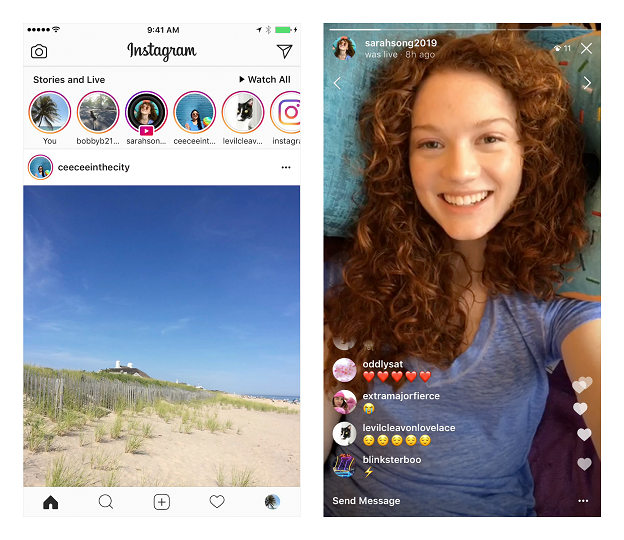 9:41 AM
Instagram
Stories and Live
Watch All
You
bobbyb21...
sarahson...
ceeceeint...
levilcleav...
instagra
ceeceeinthecity
sarahsong2019
was live · 8h ago
11
oddlysat
extramajorfierce
levilcleavonlovelace
blinksterboo
Send Message